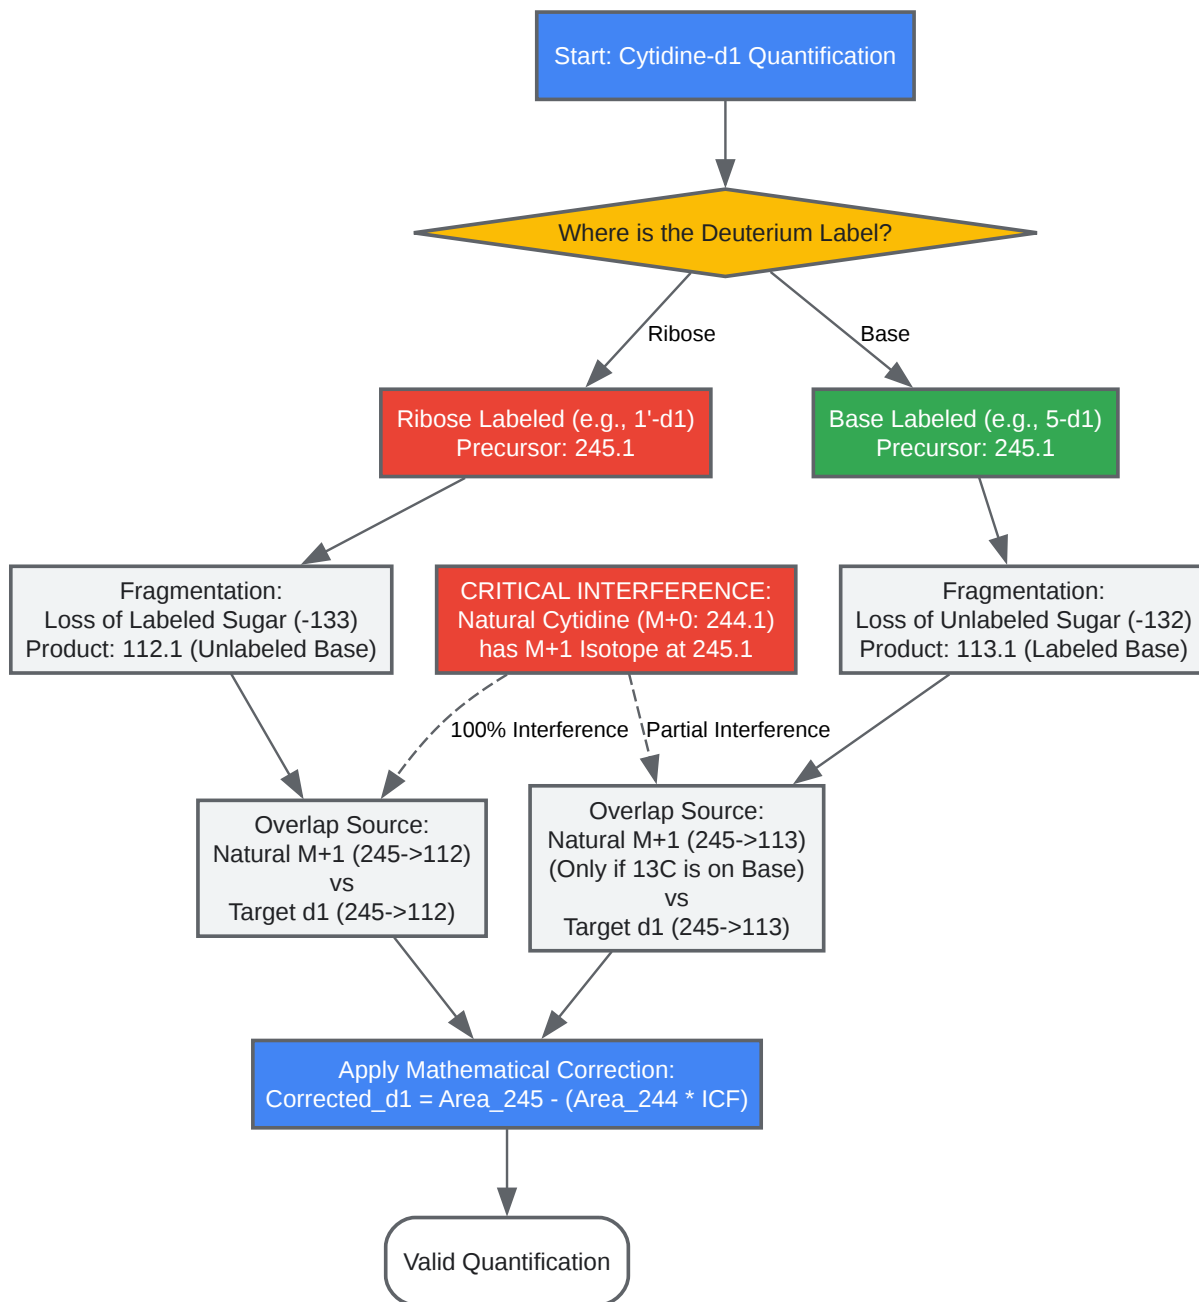 Start: Cytidine-d1 Quantification
Where is the Deuterium Label?
Ribose
Base
Ribose Labeled (e.g., 1'-d1)
Precursor: 245.1
Base Labeled (e.g., 5-d1)
Precursor: 245.1
Fragmentation:
Loss of Labeled Sugar (-133)
Product: 112.1 (Unlabeled Base)
CRITICAL INTERFERENCE:
Natural Cytidine (M+0: 244.1)
has M+1 Isotope at 245.1
Fragmentation:
Loss of Unlabeled Sugar (-132)
Product: 113.1 (Labeled Base)
100% Interference
Partial Interference
Overlap Source:
Natural M+1 (245->112)
vs
Target d1 (245->112)
Overlap Source:
Natural M+1 (245->113)
(Only if 13C is on Base)
vs
Target d1 (245->113)
Apply Mathematical Correction:
Corrected_d1 = Area_245 - (Area_244 * ICF)
Valid Quantification